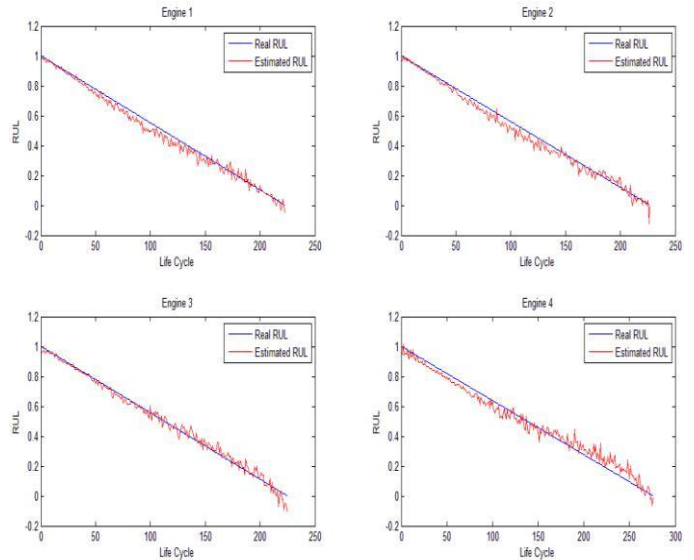 Engine 1
1.2
1
0.8
0.6
0.4
0.2
0
-0.2
RUL
0 50 100 150 200 250
Life Cycle
Real RUL
Estimated RUL
Engine 2
1.2
1
0.8
0.6
0.4
0.2
0
-0.2
RUL
0 50 100 150 200 250
Life Cycle
Real RUL
Estimated RUL
Engine 3
1.2
1
0.8
0.6
0.4
0.2
0
-0.2
RUL
0 50 100 150 200 250
Life Cycle
Real RUL
Estimated RUL
Engine 4
1.2
1
0.8
0.6
0.4
0.2
0
-0.2
RUL
0 50 100 150 200 250 300
Life Cycle
Real RUL
Estimated RUL